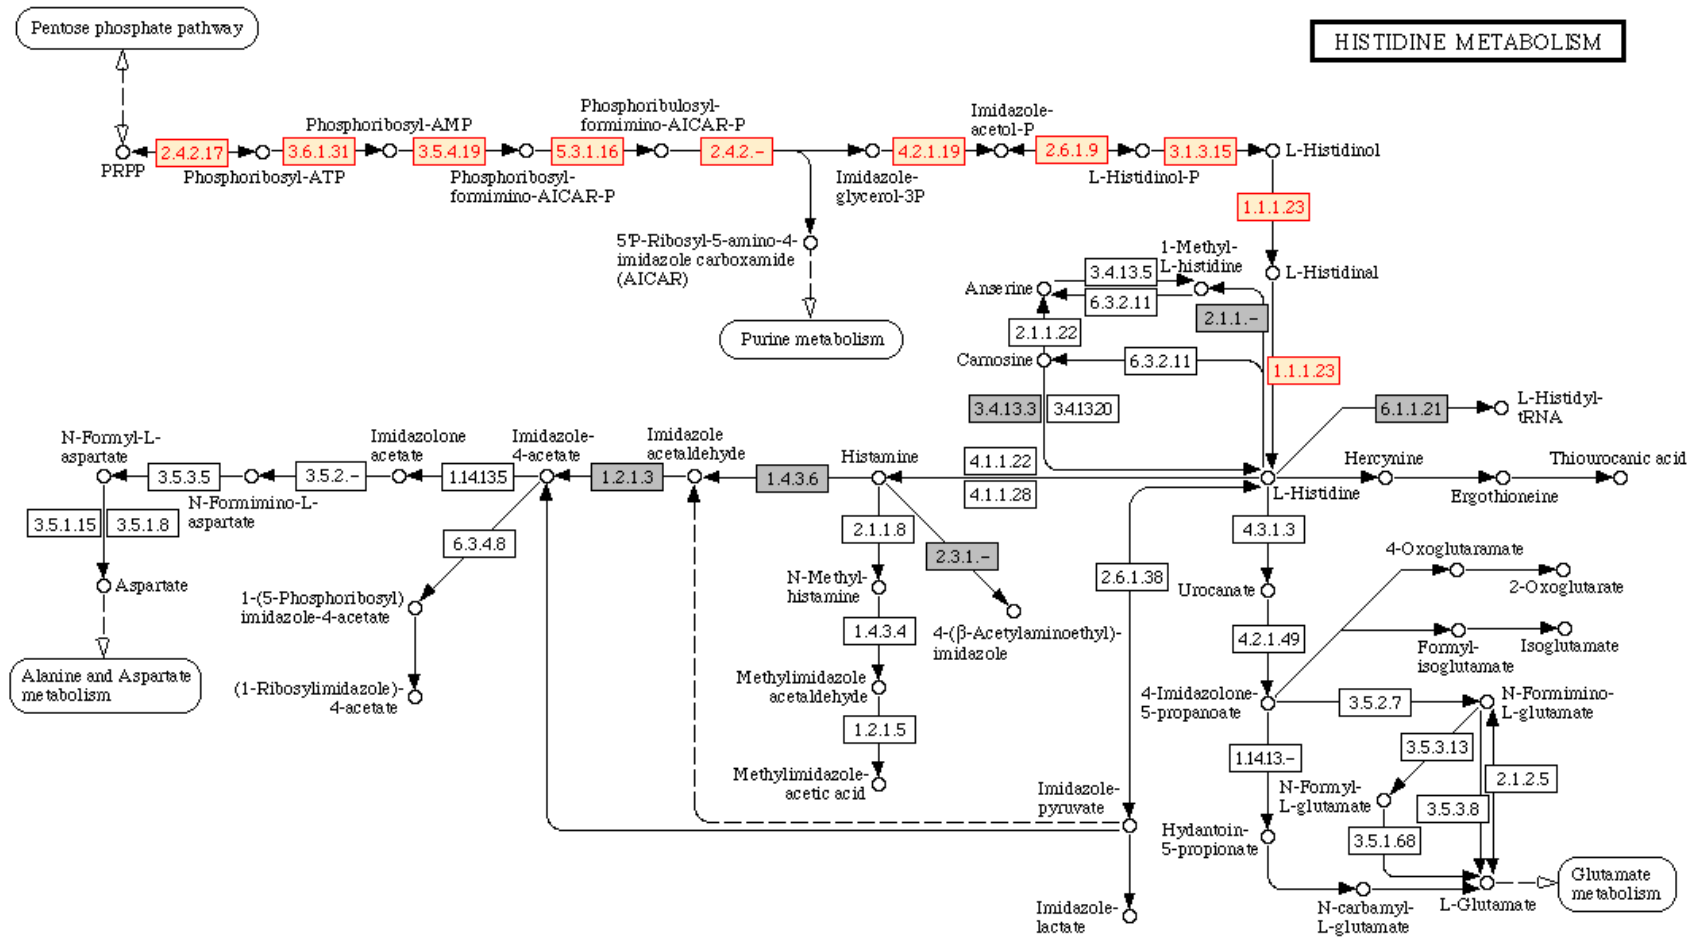 Pentose phosphate pathway
HISTIDINE METABOLISM
Phosphoribulosyl-
formimino-AICAR-P
Imidazole-
acetol-P
Phosphoribosyl-AMP
2.4.2.17
3.6.1.31
3.5.4.19
5.3.1.16
2.4.2.-
4.2.1.19
2.6.1.9
3.1.3.15
L-Histidinol
PRPP
Phosphoribosyl-ATP
Phosphoribosyl-
formimino-AICAR-P
Imidazole-
glycerol-3P
L-Histidinol-P
1.1.1.23
5'P-Ribosyl-5-amino-4-
imidazole carboxamide
(AICAR)
1-Methyl-
L-histidine
3.4.13.5
L-Histidinal
Anserine
6.3.2.11
2.1.1.-
2.1.1.22
Purine metabolism
Carnosine
6.3.2.11
1.1.1.23
3.4.13.3
3.4.13.20
6.1.1.21
L-Histidyl-
tRNA
N-Formyl-L-
aspartate
Imidazolone
acetate
Imidazole-
4-acetate
Imidazole
acetaldehyde
Histamine
4.1.1.22
Hercynine
Thiourocanic acid
3.5.3.5
3.5.2.-
1.14.13.5
1.2.1.3
1.4.3.6
4.1.1.28
L-Histidine
Ergothioneine
N-Formimino-L-
aspartate
3.5.1.15
3.5.1.8
6.3.4.8
2.1.1.8
2.3.1.-
4.3.1.3
4-Oxoglutaramate
2-Oxoglutarate
Aspartate
N-Methyl-
histamine
2.6.1.38
Urocanate
1-(5-Phosphoribosyl)
imidazole-4-acetate
1.4.3.4
4-(β-Acetylaminoethyl)-
imidazole
4.2.1.49
Formyl-
isoglutamate
Isoglutamate
Alanine and Aspartate
metabolism
(1-Ribosylimidazole)-
4-acetate
Methylimidazole
acetaldehyde
4-Imidazolone-
5-propanoate
3.5.2.7
N-Formimino-
L-glutamate
1.2.1.5
3.5.3.13
1.14.13.-
2.1.2.5
Methylimidazole-
acetic acid
Imidazole-
pyruvate
N-Formyl-
L-glutamate
3.5.3.8
Hydantoin-
5-propionate
3.5.1.68
Glutamate
metabolism
L-Glutamate
Imidazole-
lactate
N-carbamyl-
L-glutamate